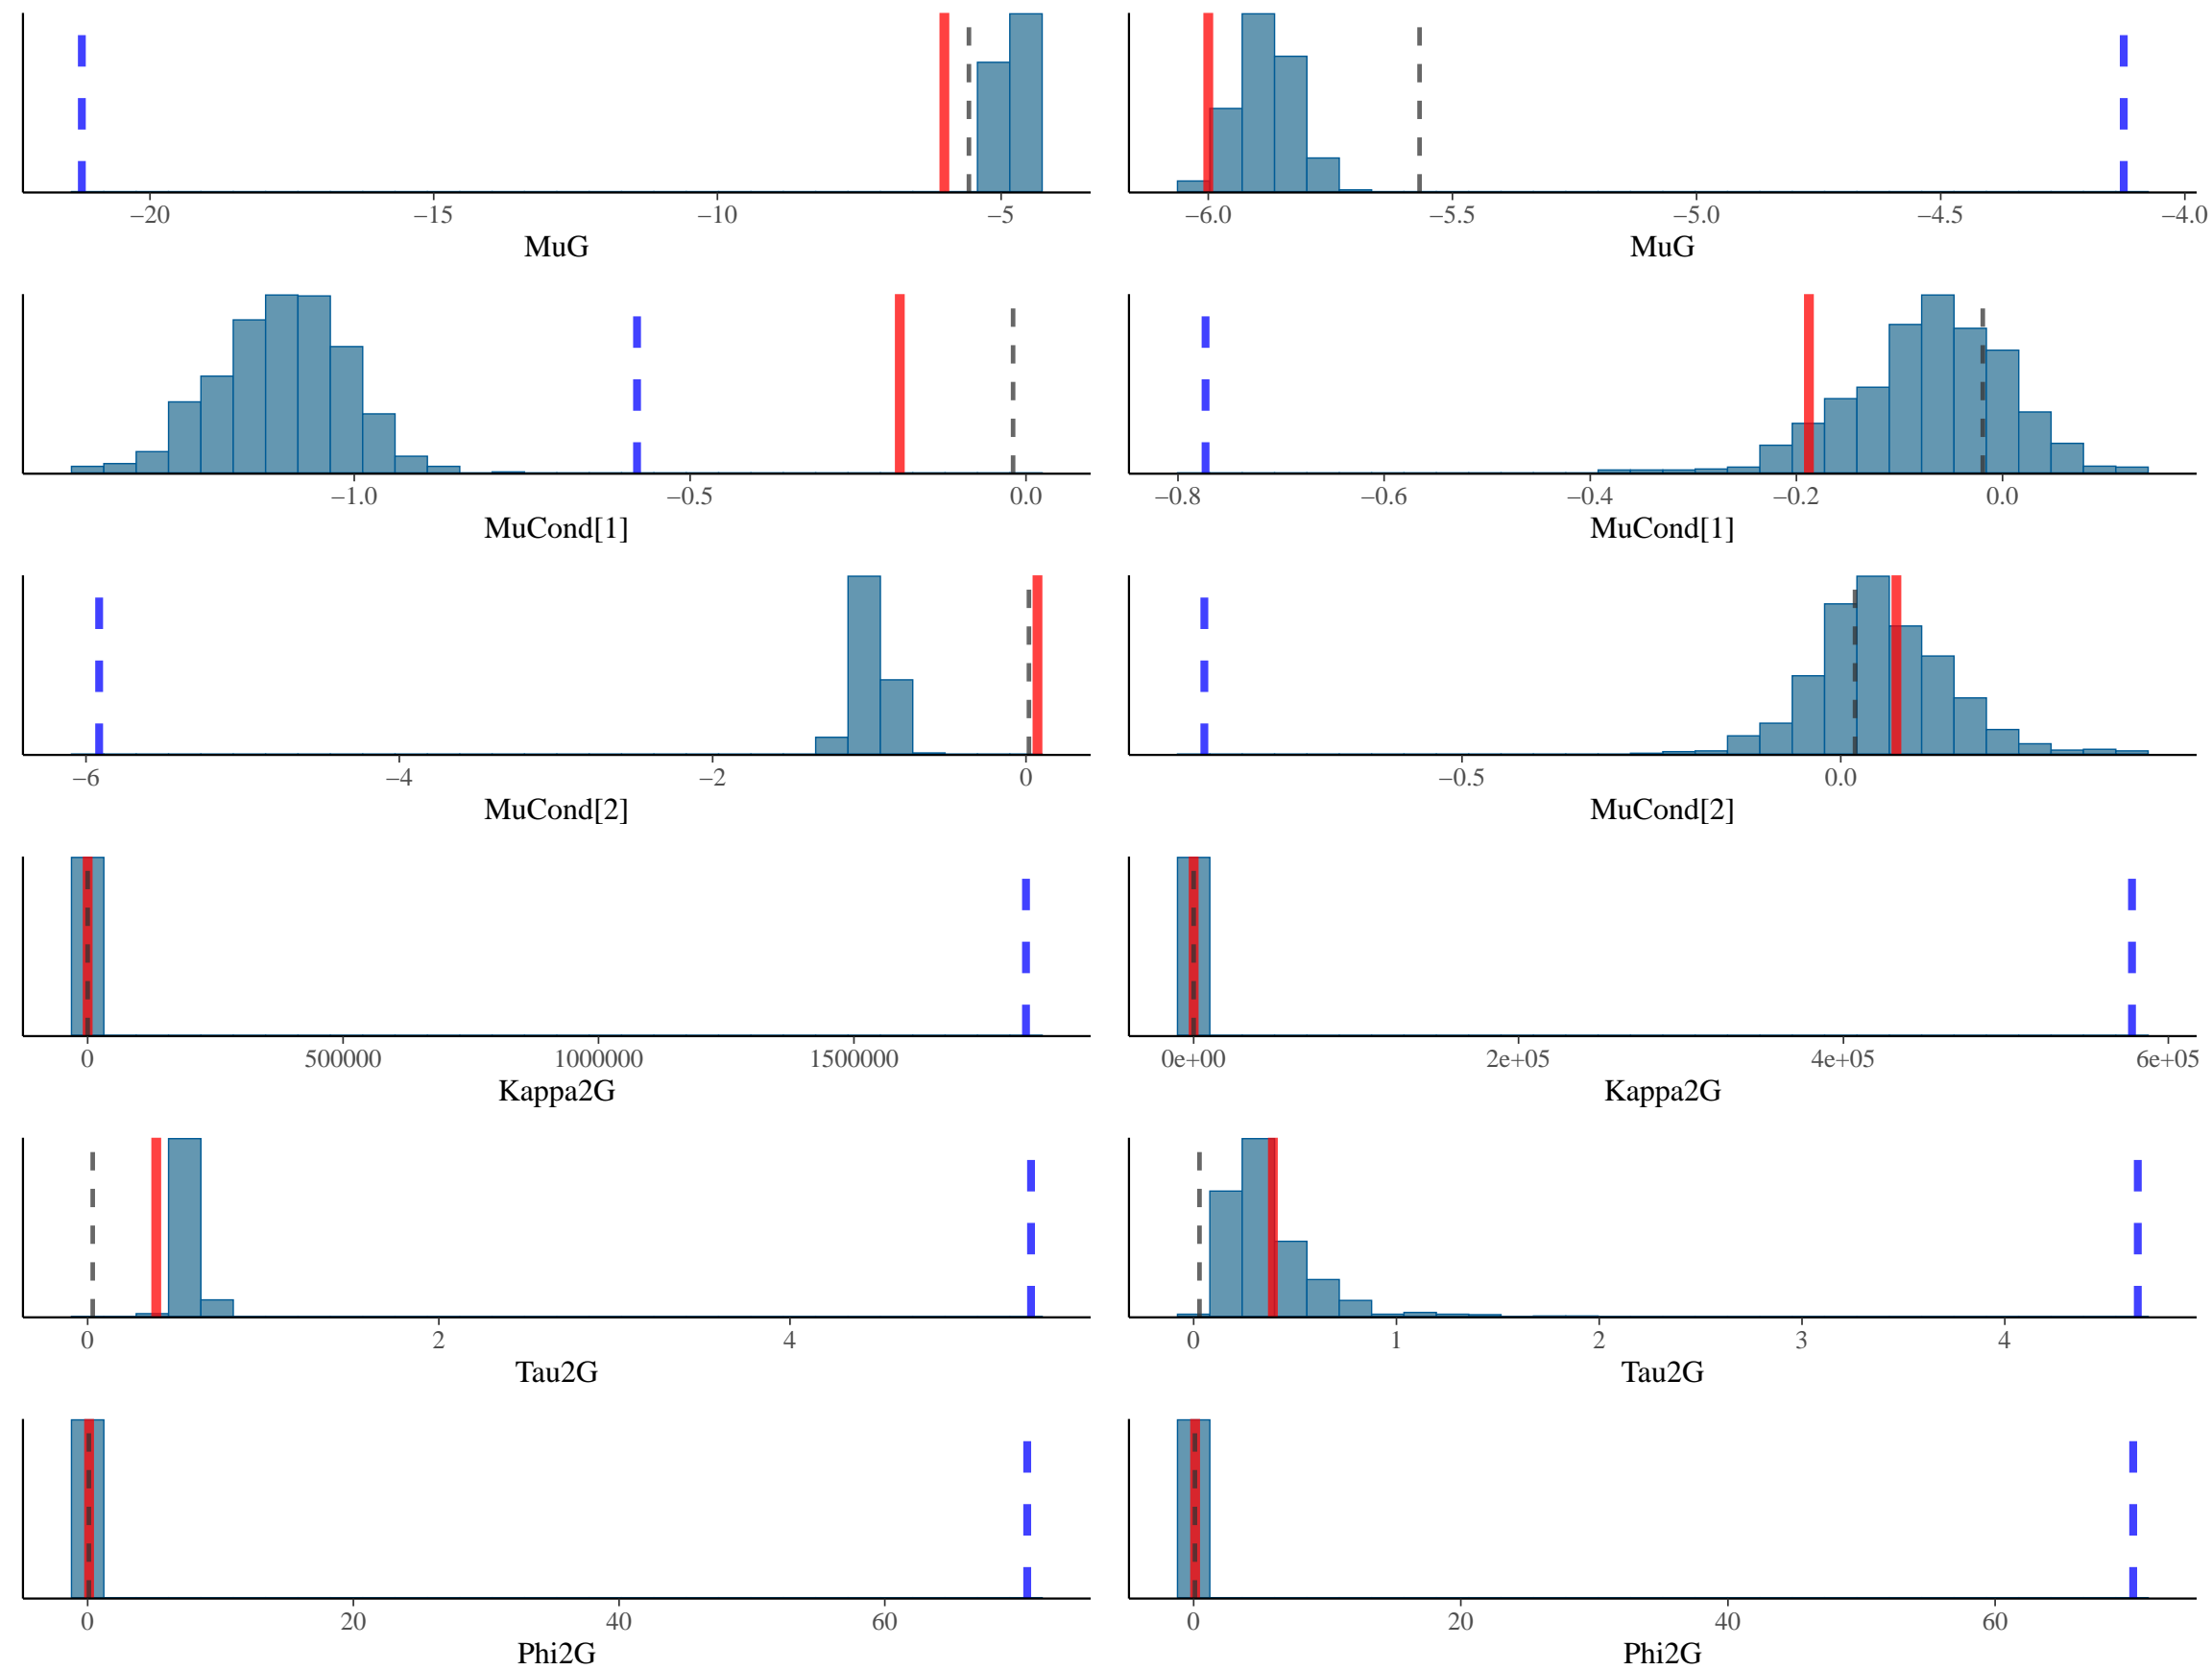 −20 −15 −10 −5
MuG
−6.0 −5.5 −5.0 −4.5 −4.0
MuG
−1.0 −0.5 0.0
MuCond[1]
−0.8 −0.6 −0.4 −0.2 0.0
MuCond[1]
−6 −4 −2 0
MuCond[2]
−0.5 0.0
MuCond[2]
0 500000 1000000 1500000
Kappa2G
0e+00 2e+05 4e+05 6e+05
Kappa2G
0 2 4
Tau2G
0 1 2 3 4
Tau2G
0 20 40 60
Phi2G
0 20 40 60
Phi2G